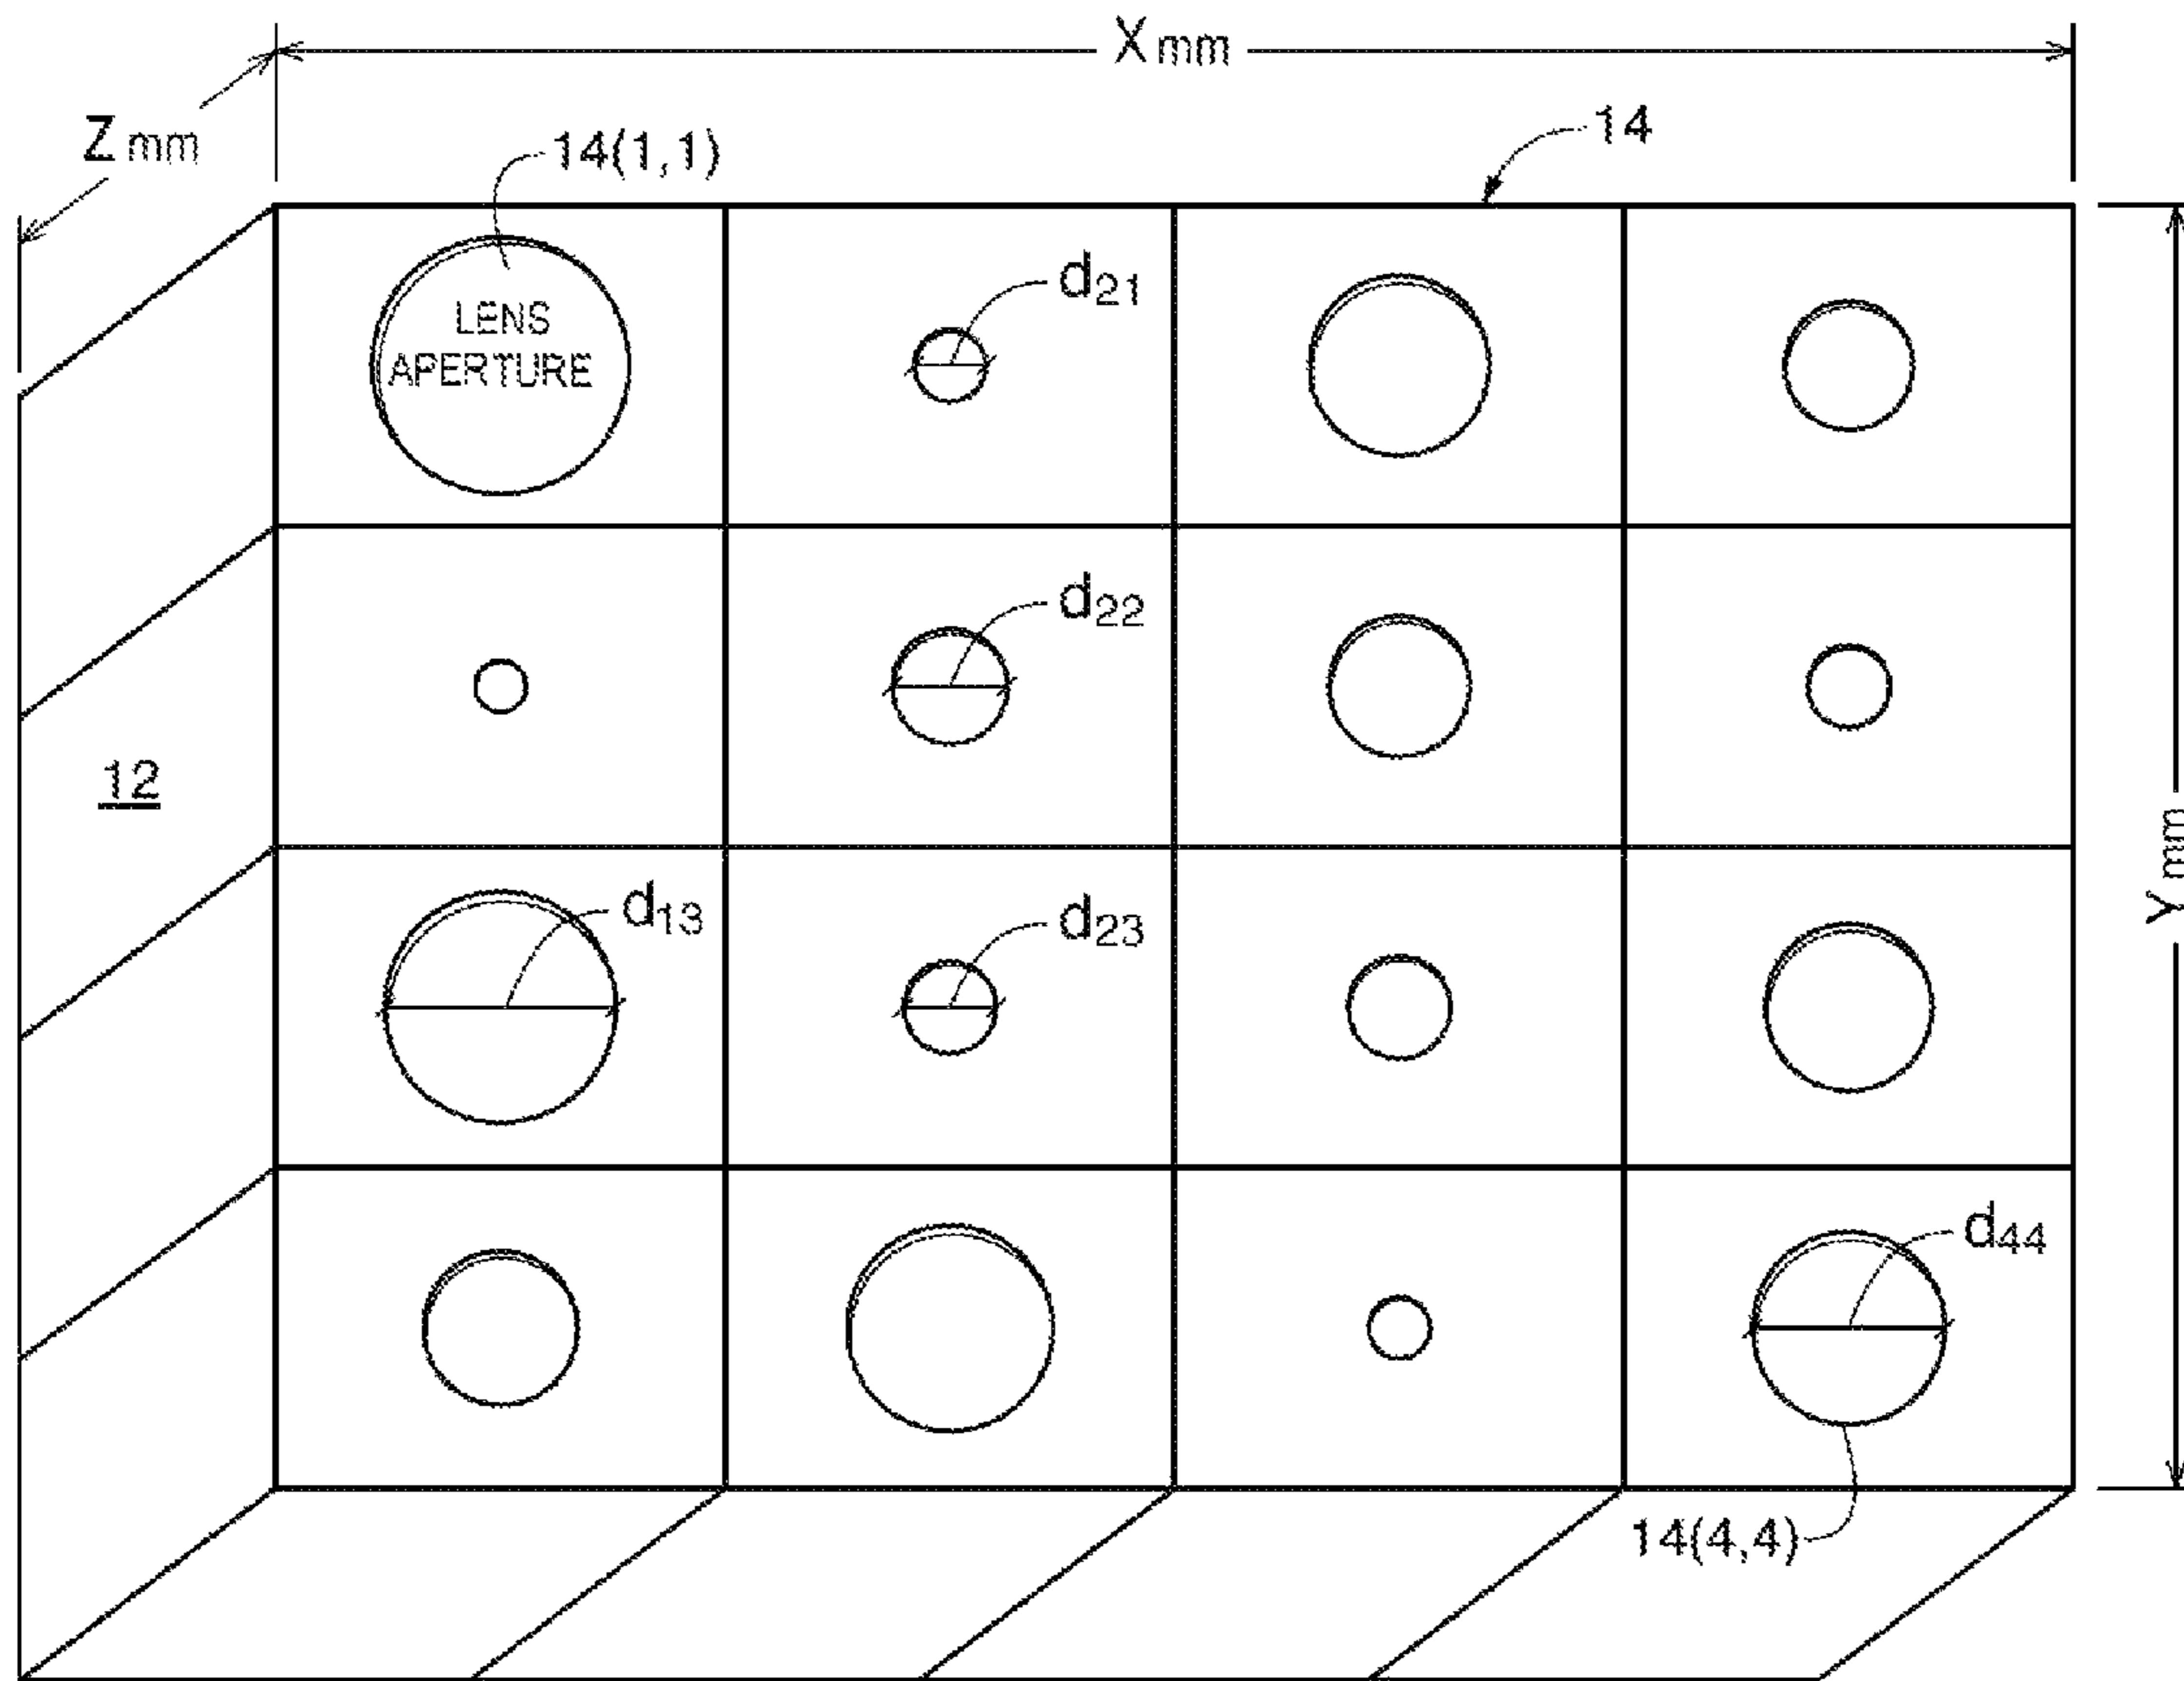 X mm
Z mm
14(1,1)
14
LENS
APERTURE
d21
d22
12
Y mm
d13
d23
d44
14(4,4)